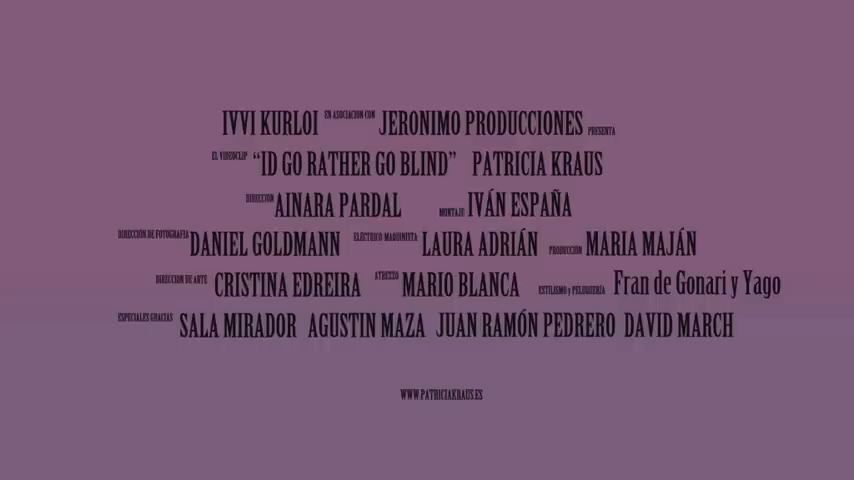 IVVI KURLOI EN ASOCIACION CON JERONIMO PRODUCCIONES PRESENTA
EL VIDEOCLIP “ID GO RATHER GO BLIND” PATRICIA KRAUS
DIRECCION AINARA PARDAL MONTAJE IVÁN ESPAÑA
DIRECCIÓN DE FOTOGRAFIA DANIEL GOLDMANN ELÉCTRICO MAQUINISTA LAURA ADRIÁN PRODUCCIÓN MARIA MAJÁN
DIRECCION DE ARTE CRISTINA EDREIRA ATREZZO MARIO BLANCA ESTILISMO y PELUQUERÍA Fran de Gonari y Yago
ESPECIALES GRACIAS SALA MIRADOR AGUSTIN MAZA JUAN RAMÓN PEDRERO DAVID MARCH
WWW.PATRICIAKRAUS.ES